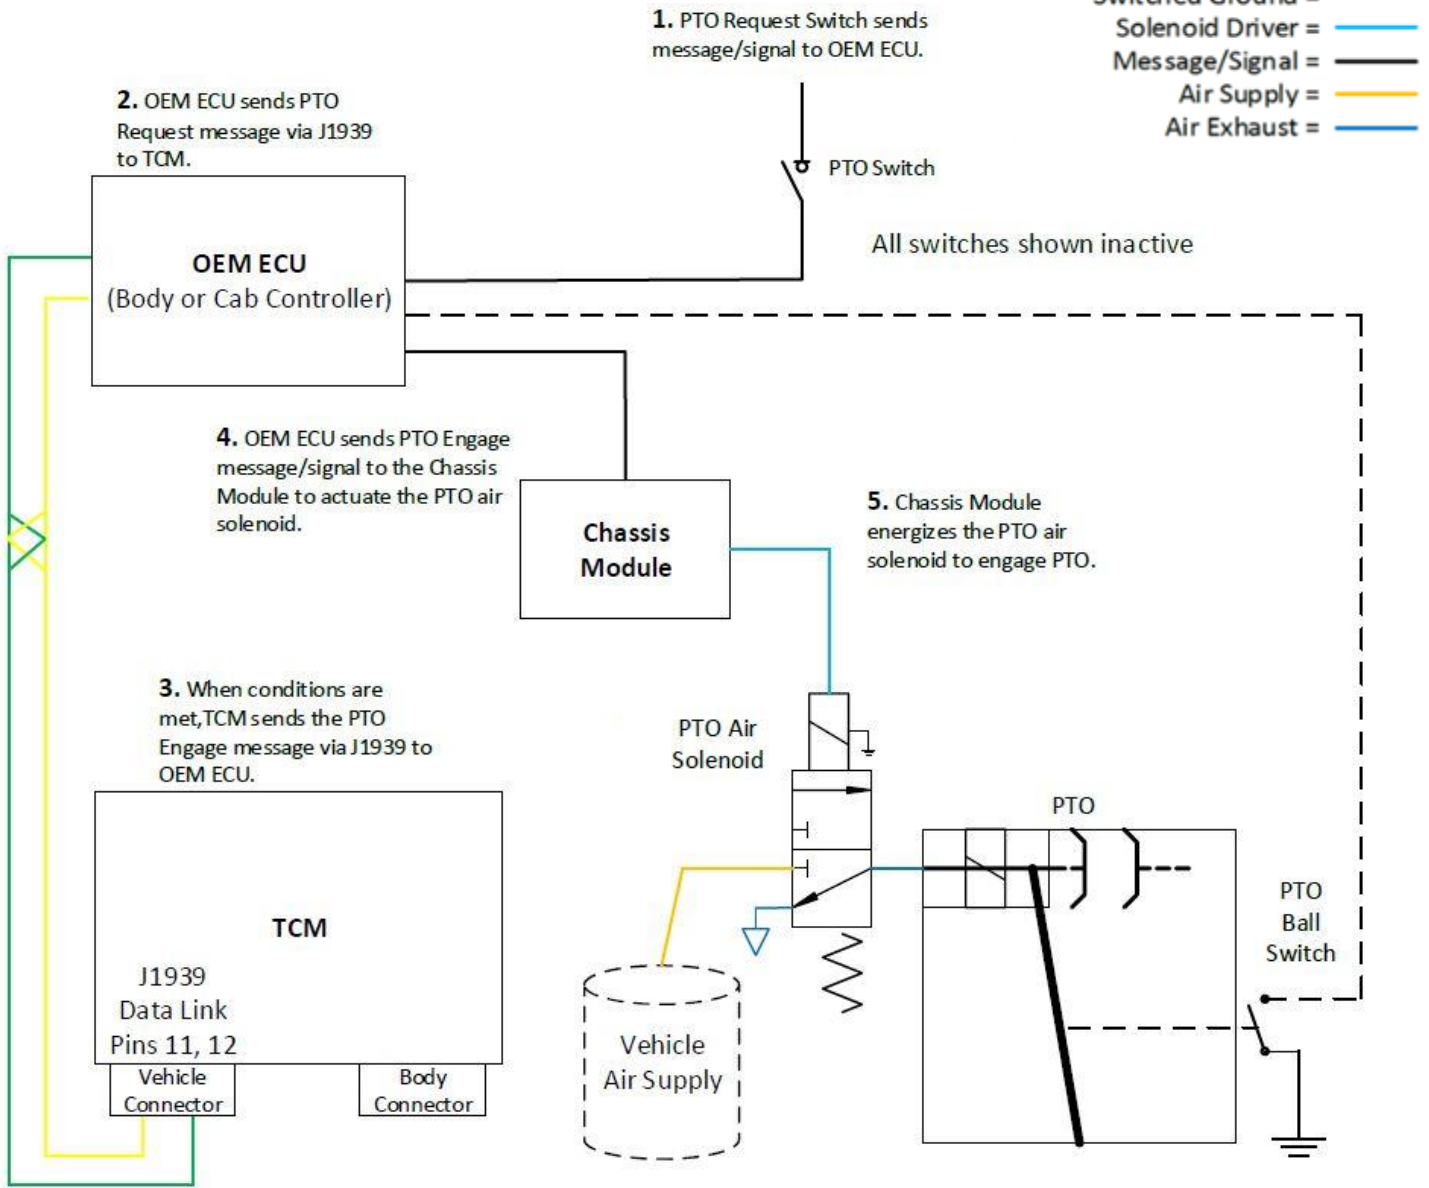 1. PTO Request Switch sends
message/signal to OEM ECU.
Switched Ground =
Solenoid Driver =
Message/Signal =
Air Supply =
Air Exhaust =
2. OEM ECU sends PTO
Request message via J1939
to TCM.
PTO Switch
All switches shown inactive
OEM ECU
(Body or Cab Controller)
4. OEM ECU sends PTO Engage
message/signal to the Chassis
Module to actuate the PTO air
solenoid.
Chassis
Module
5. Chassis Module
energizes the PTO air
solenoid to engage PTO.
3. When conditions are
met,TCM sends the PTO
Engage message via J1939 to
OEM ECU.
PTO Air
Solenoid
PTO
PTO
Ball
Switch
TCM
J1939
Data Link
Pins 11, 12
Vehicle
Connector
Body
Connector
Vehicle
Air Supply